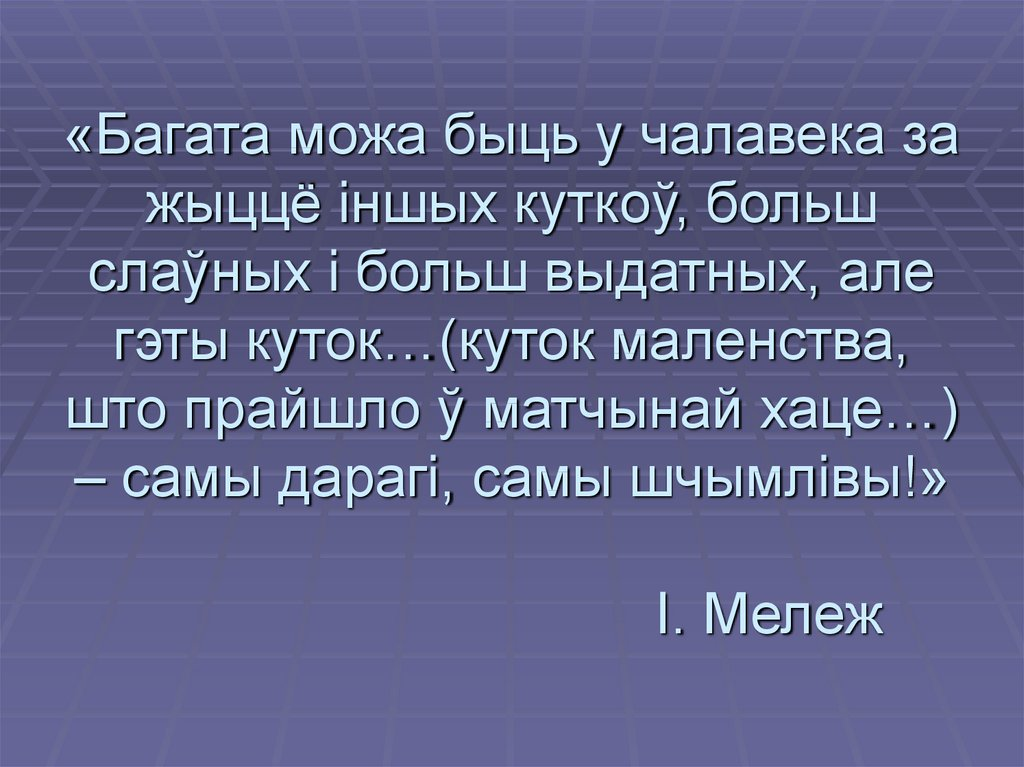 «Багата можа быць у чалавека за
жыццё іншых куткоў, больш
слаўных і больш выдатных, але
гэты куток…(куток маленства,
што прайшло ў матчынай хаце…)
– самы дарагі, самы шчымлівы!»
І. Мележ